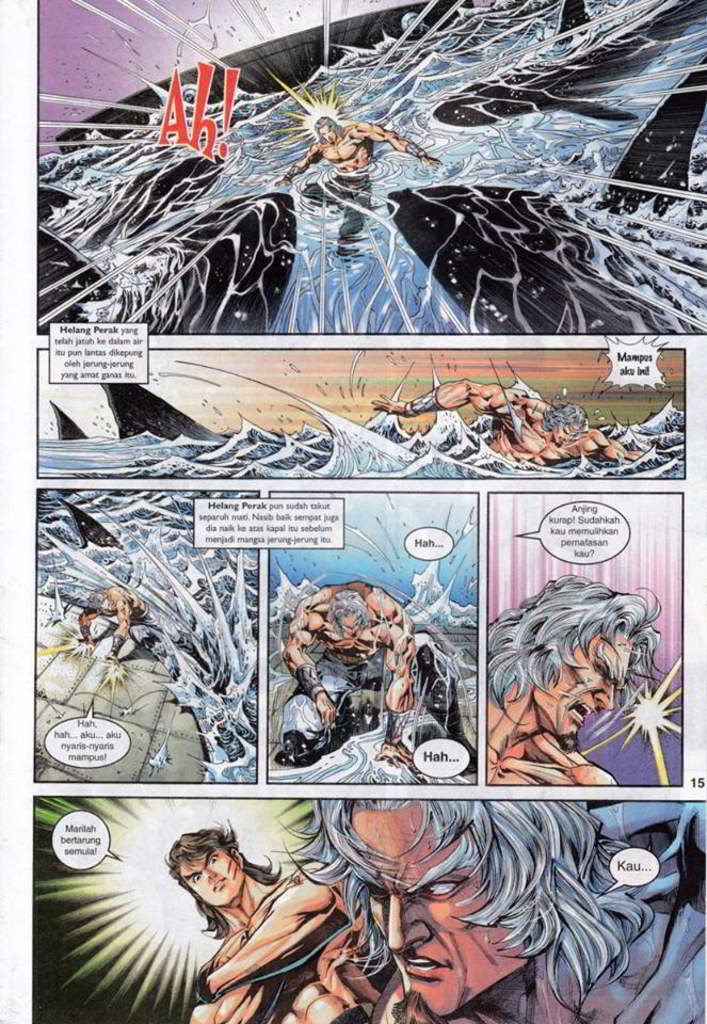 Ah!
Helang Perak yang
telah jatuh ke dalam air
itu pun lantas dikepung
oleh jerung-jerung
yang amat ganas itu.
Mampus
aku ini!
Helang Perak pun sudah takut
separuh mati. Nasib baik sempat juga
dia naik ke atas kapal itu sebelum
menjadi mangsa jerung-jerung itu.
Hah,
hah... aku... aku
nyaris-nyaris
mampus!
Hah...
Hah...
Anjing
kurap! Sudahkah
kau memulihkan
pernafasan
kau?
15
Marilah
bertarung
semula!
Kau...